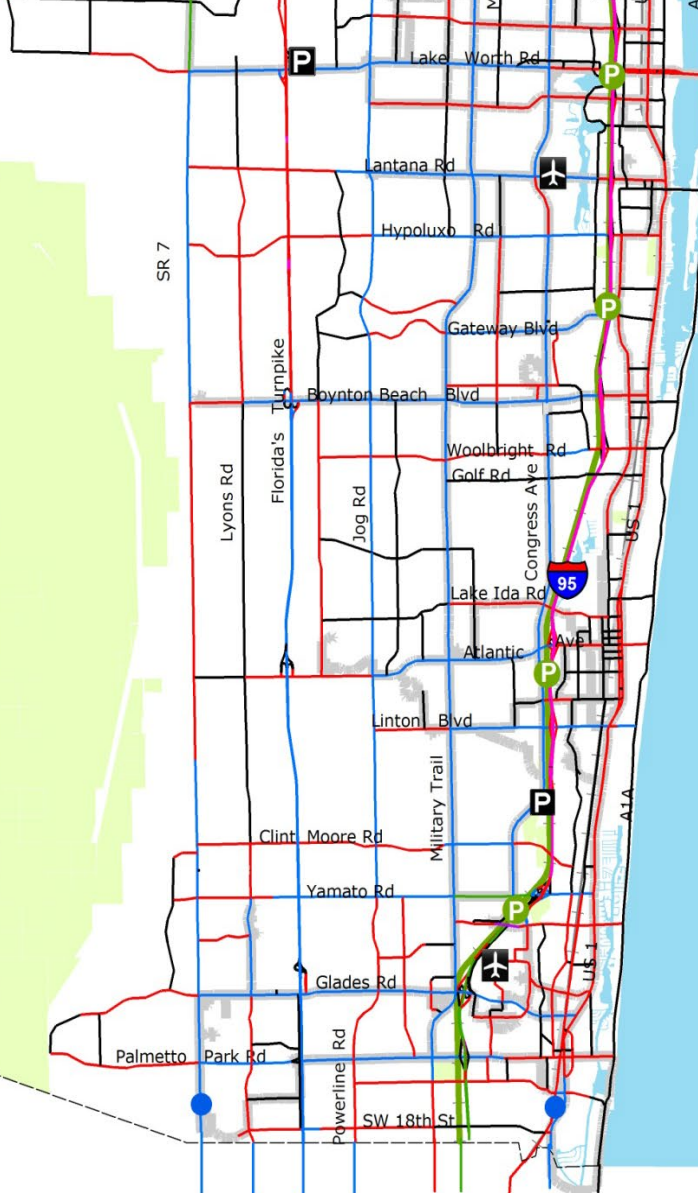 M
U
A
P
Lake Worth Rd
P
Lantana Rd
Hypoluxo Rd
SR 7
P
Gateway Blvd
Florida's Turnpike
Boynton Beach Blvd
Woolbright Rd
Golf Rd
Lyons Rd
Jog Rd
Congress Ave
US 1
95
Lake Ida Rd
Atlantic Ave
P
Linton Blvd
Military Trail
P
A1A
Clint Moore Rd
Yamato Rd
P
Glades Rd
US 1
Palmetto Park Rd
Powerline Rd
SW 18th St